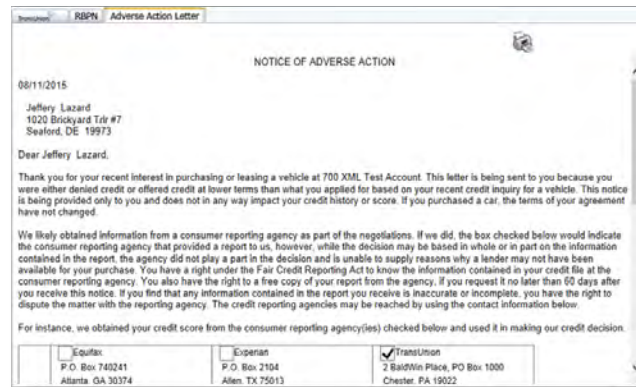 TransUnion RBPN Adverse Action Letter
NOTICE OF ADVERSE ACTION
08/11/2015
Jeffery Lazard
1020 Brickyard Trlr #7
Seaford, DE 19973
Dear Jeffery Lazard,
Thank you for your recent interest in purchasing or leasing a vehicle at 700 XML Test Account. This letter is being sent to you because you
were either denied credit or offered credit at lower terms than what you applied for based on your recent credit inquiry for a vehicle. This notice
is being provided only to you and does not in any way impact your credit history or score. If you purchased a car, the terms of your agreement
have not changed.
We likely obtained information from a consumer reporting agency as part of the negotiations. If we did, the box checked below would indicate
the consumer reporting agency that provided a report to us, however, while the decision may be based in whole or in part on the information
contained in the report, the agency did not play a part in the decision and is unable to supply reasons why a lender may not have been
available for your purchase. You have a right under the Fair Credit Reporting Act to know the information contained in your credit file at the
consumer reporting agency. You also have the right to a free copy of your report from the agency, if you request it no later than 60 days after
you receive this notice. If you find that any information contained in the report you receive is inaccurate or incomplete, you have the right to
dispute the matter with the reporting agency. The credit reporting agencies may be reached by using the contact information below.
For instance, we obtained your credit score from the consumer reporting agency(ies) checked below and used it in making our credit decision.
Equifax Experian TransUnion
P.O. Box 740241 P.O. Box 2104 2 BaldWin Place, PO Box 1000
Atlanta GA 30374 Allen, TX 75013 Chester, PA 19022